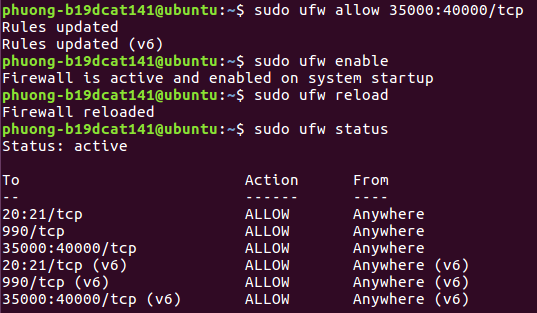 phuong-b19dcat141@ubuntu:~$ sudo ufw allow 35000:40000/tcp
Rules updated
Rules updated (v6)
phuong-b19dcat141@ubuntu:~$ sudo ufw enable
Firewall is active and enabled on system startup
phuong-b19dcat141@ubuntu:~$ sudo ufw reload
Firewall reloaded
phuong-b19dcat141@ubuntu:~$ sudo ufw status
Status: active

To                         Action      From
--                         ------      ----
20:21/tcp                  ALLOW       Anywhere
990/tcp                    ALLOW       Anywhere
35000:40000/tcp            ALLOW       Anywhere
20:21/tcp (v6)             ALLOW       Anywhere (v6)
990/tcp (v6)               ALLOW       Anywhere (v6)
35000:40000/tcp (v6)       ALLOW       Anywhere (v6)